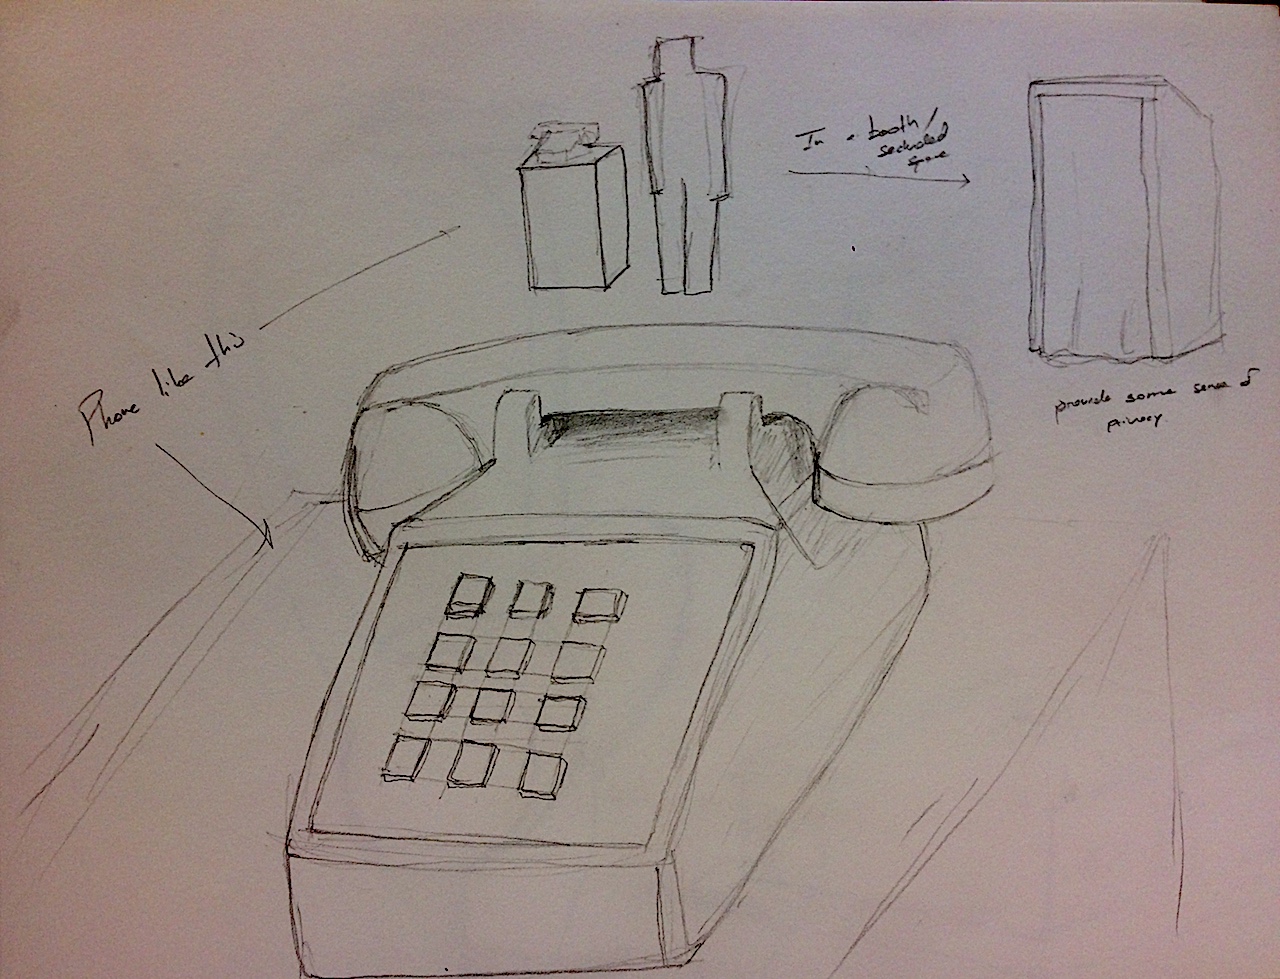 In a booth/
secluded
space
Phone like this
provide some sense of
privacy.